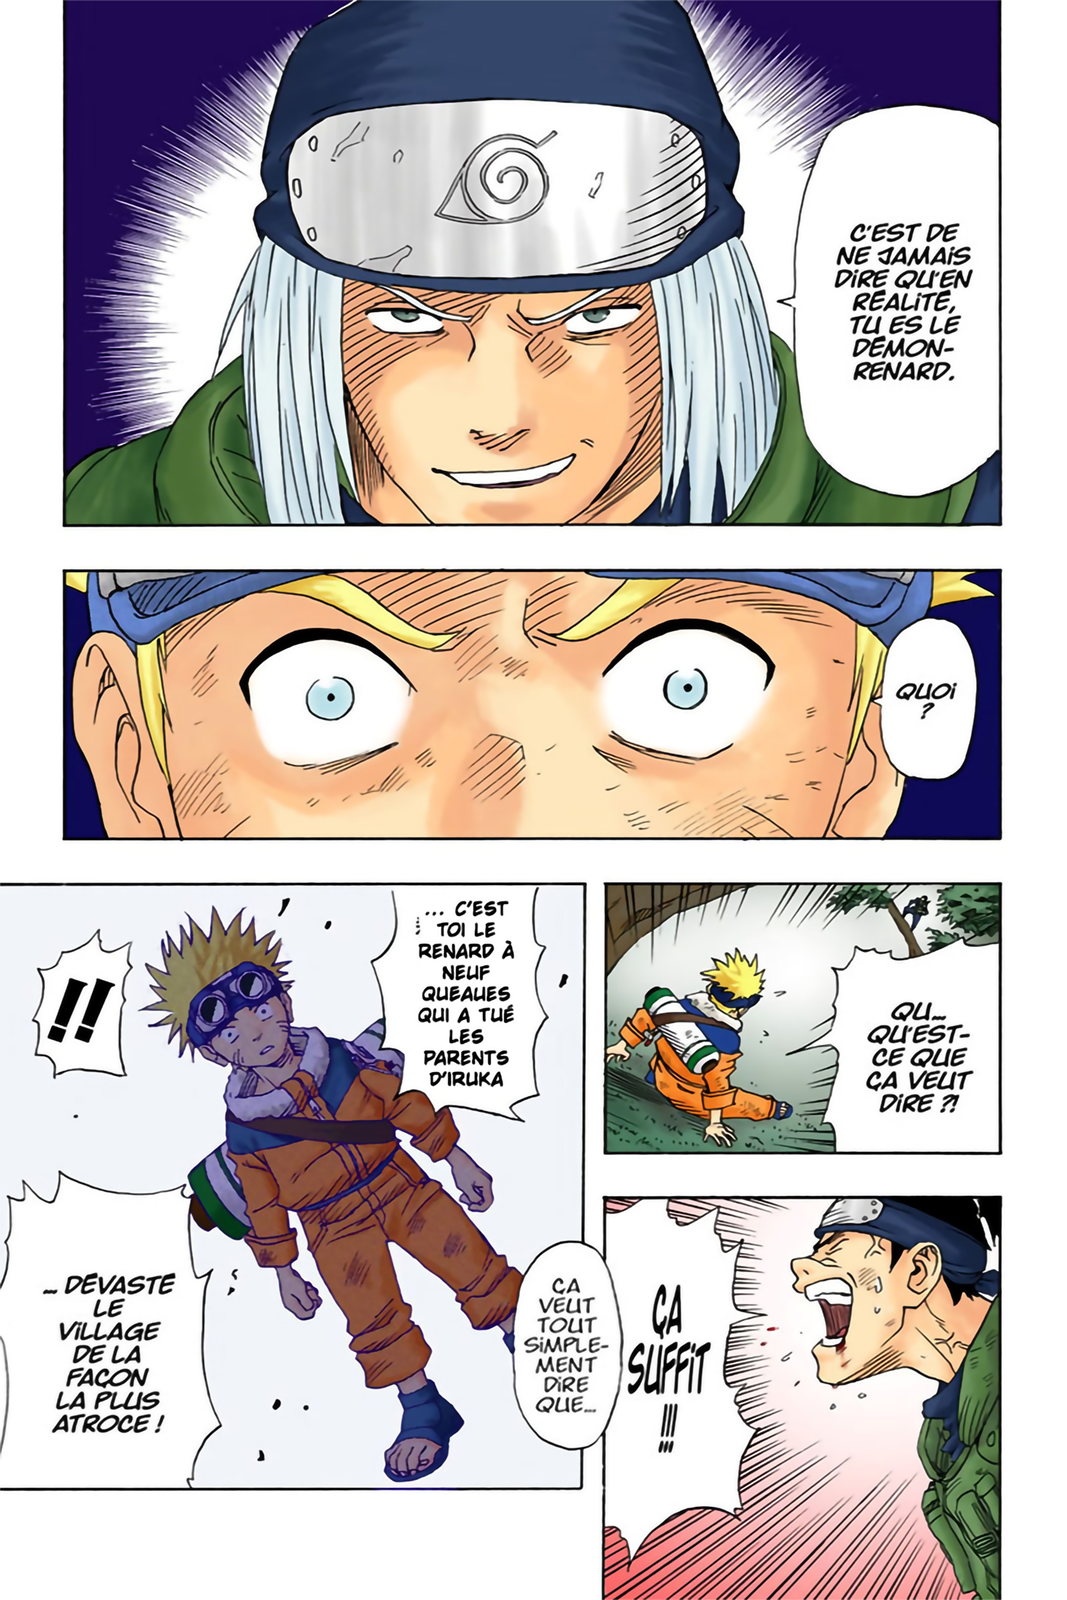 C'EST DE
NE JAMAIS
DIRE QU'EN
RÉALITÉ,
TU ES LE
DÉMON-
RENARD.
QUOI
?
QU...
QU'EST-
CE QUE
ÇA VEUT
DIRE ?!
ÇA
SUFFIT
!!!
ÇA
VEUT
TOUT
SIMPLE-
MENT
DIRE
QUE...
... C'EST
TOI LE
RENARD À
NEUF
QUEAUES
QUI A TUÉ
LES
PARENTS
D'IRUKA
!!
... DÉVASTÉ
LE
VILLAGE
DE LA
FAÇON
LA PLUS
ATROCE !